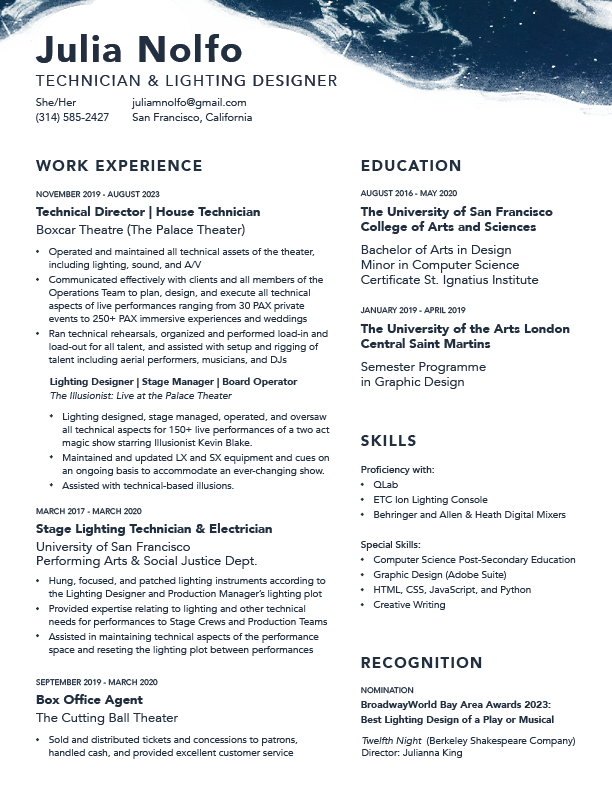 Julia Nolfo
TECHNICIAN & LIGHTING DESIGNER
She/Her juliamnolfo@gmail.com
(314) 585-2427 San Francisco, California
WORK EXPERIENCE
NOVEMBER 2019 - AUGUST 2023
Technical Director | House Technician
Boxcar Theatre (The Palace Theater)
• Operated and maintained all technical assets of the theater,
including lighting, sound, and A/V
• Communicated effectively with clients and all members of the
Operations Team to plan, design, and execute all technical
aspects of live performances ranging from 30 PAX private
events to 250+ PAX immersive experiences and weddings
• Ran technical rehearsals, organized and performed load-in and
load-out for all talent, and assisted with setup and rigging of
talent including aerial performers, musicians, and DJs
Lighting Designer | Stage Manager | Board Operator
The Illusionist: Live at the Palace Theater
• Lighting designed, stage managed, operated, and oversaw
all technical aspects for 150+ live performances of a two act
magic show starring Illusionist Kevin Blake.
• Maintained and updated LX and SX equipment and cues on
an ongoing basis to accommodate an ever-changing show.
• Assisted with technical-based illusions.
MARCH 2017 - MARCH 2020
Stage Lighting Technician & Electrician
University of San Francisco
Performing Arts & Social Justice Dept.
• Hung, focused, and patched lighting instruments according to
the Lighting Designer and Production Manager's lighting plot
• Provided expertise relating to lighting and other technical
needs for performances to Stage Crews and Production Teams
• Assisted in maintaining technical aspects of the performance
space and reseting the lighting plot between performances
SEPTEMBER 2019 - MARCH 2020
Box Office Agent
The Cutting Ball Theater
• Sold and distributed tickets and concessions to patrons,
handled cash, and provided excellent customer service
EDUCATION
AUGUST 2016 - MAY 2020
The University of San Francisco
College of Arts and Sciences
Bachelor of Arts in Design
Minor in Computer Science
Certificate St. Ignatius Institute
JANUARY 2019 - APRIL 2019
The University of the Arts London
Central Saint Martins
Semester Programme
in Graphic Design
SKILLS
Proficiency with:
• QLab
• ETC Ion Lighting Console
• Behringer and Allen & Heath Digital Mixers
Special Skills:
• Computer Science Post-Secondary Education
• Graphic Design (Adobe Suite)
• HTML, CSS, JavaScript, and Python
• Creative Writing
RECOGNITION
NOMINATION
BroadwayWorld Bay Area Awards 2023:
Best Lighting Design of a Play or Musical
Twelfth Night (Berkeley Shakespeare Company)
Director: Julianna King